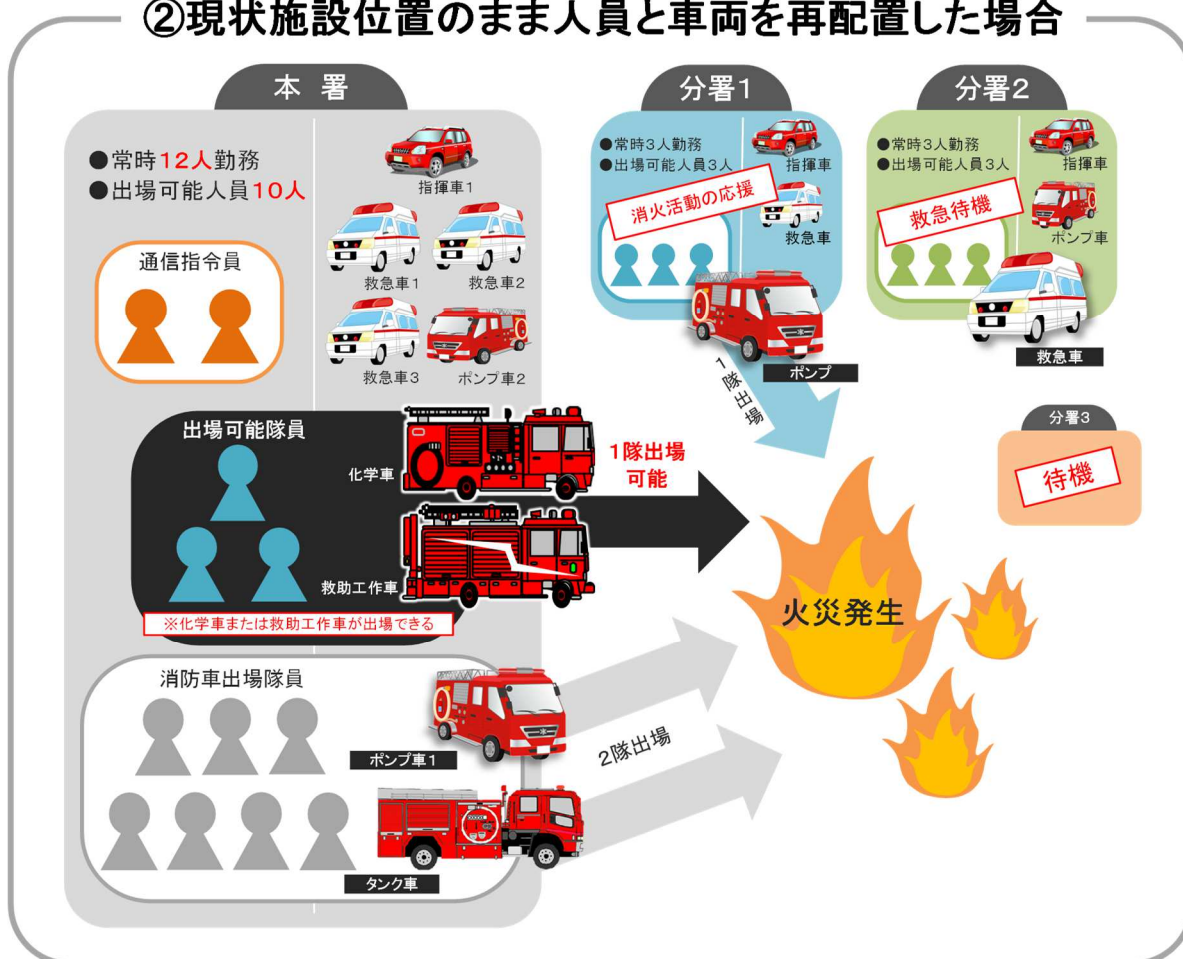 ②現状施設位置のまま人員と車両を再配置した場合
本署
●常時12人勤務
●出場可能人員10人
指揮車1
救急車1
救急車2
救急車3
ポンプ車2
通信指令員
出場可能隊員
化学車
救助工作車
※化学車または救助工作車が出場できる
1隊出場
可能
消防車出場隊員
ポンプ車1
タンク車
2隊出場
分署1
●常時3人勤務
●出場可能人員3人
消火活動の応援
指揮車
救急車
ポンプ
1隊出場
分署2
●常時3人勤務
●出場可能人員3人
救急待機
指揮車
ポンプ車
救急車
分署3
待機
火災発生